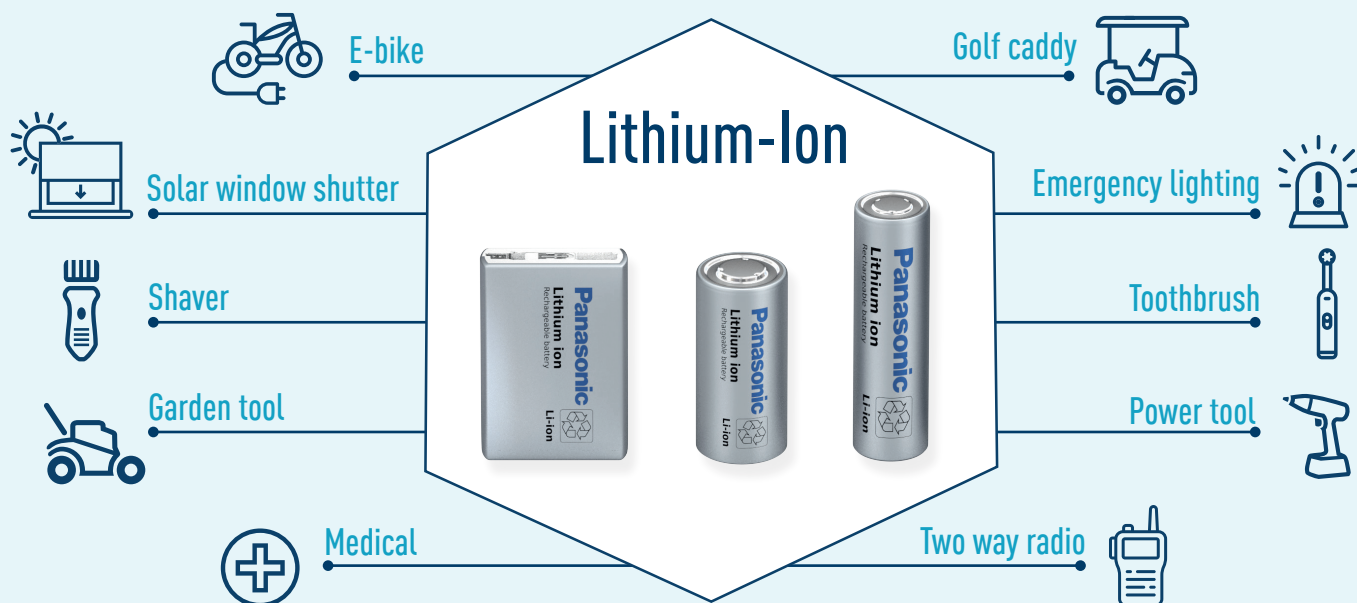 E-bike
Golf caddy
Lithium-Ion
Solar window shutter
Emergency lighting
Shaver
Toothbrush
Garden tool
Power tool
Medical
Two way radio
Panasonic
Lithium ion
Rechargeable battery
Li-ion
Panasonic
Lithium ion
Rechargeable battery
Li-ion
Panasonic
Lithium ion
Rechargeable battery
Li-ion